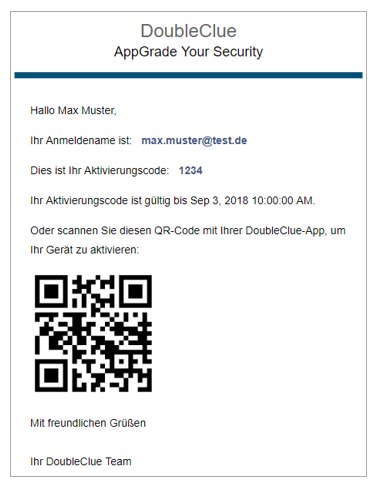 DoubleClue
AppGrade Your Security
Hallo Max Muster,
Ihr Anmeldename ist: max.muster@test.de
Dies ist Ihr Aktivierungscode: 1234
Ihr Aktivierungscode ist gültig bis Sep 3, 2018 10:00:00 AM.
Oder scannen Sie diesen QR-Code mit Ihrer DoubleClue-App, um
Ihr Gerät zu aktivieren:
Mit freundlichen Grüßen
Ihr DoubleClue Team